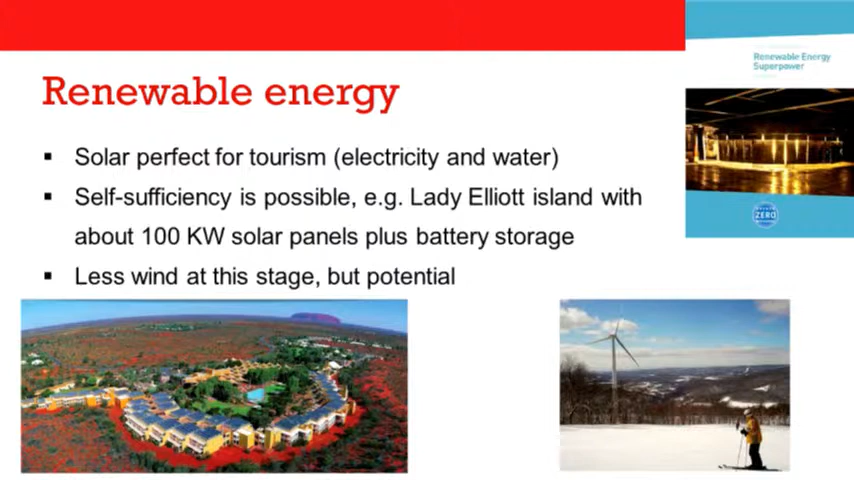 Renewable Energy
Superpower
Renewable energy
▪ Solar perfect for tourism (electricity and water)
▪ Self-sufficiency is possible, e.g. Lady Elliott island with
about 100 KW solar panels plus battery storage
▪ Less wind at this stage, but potential
ZERO